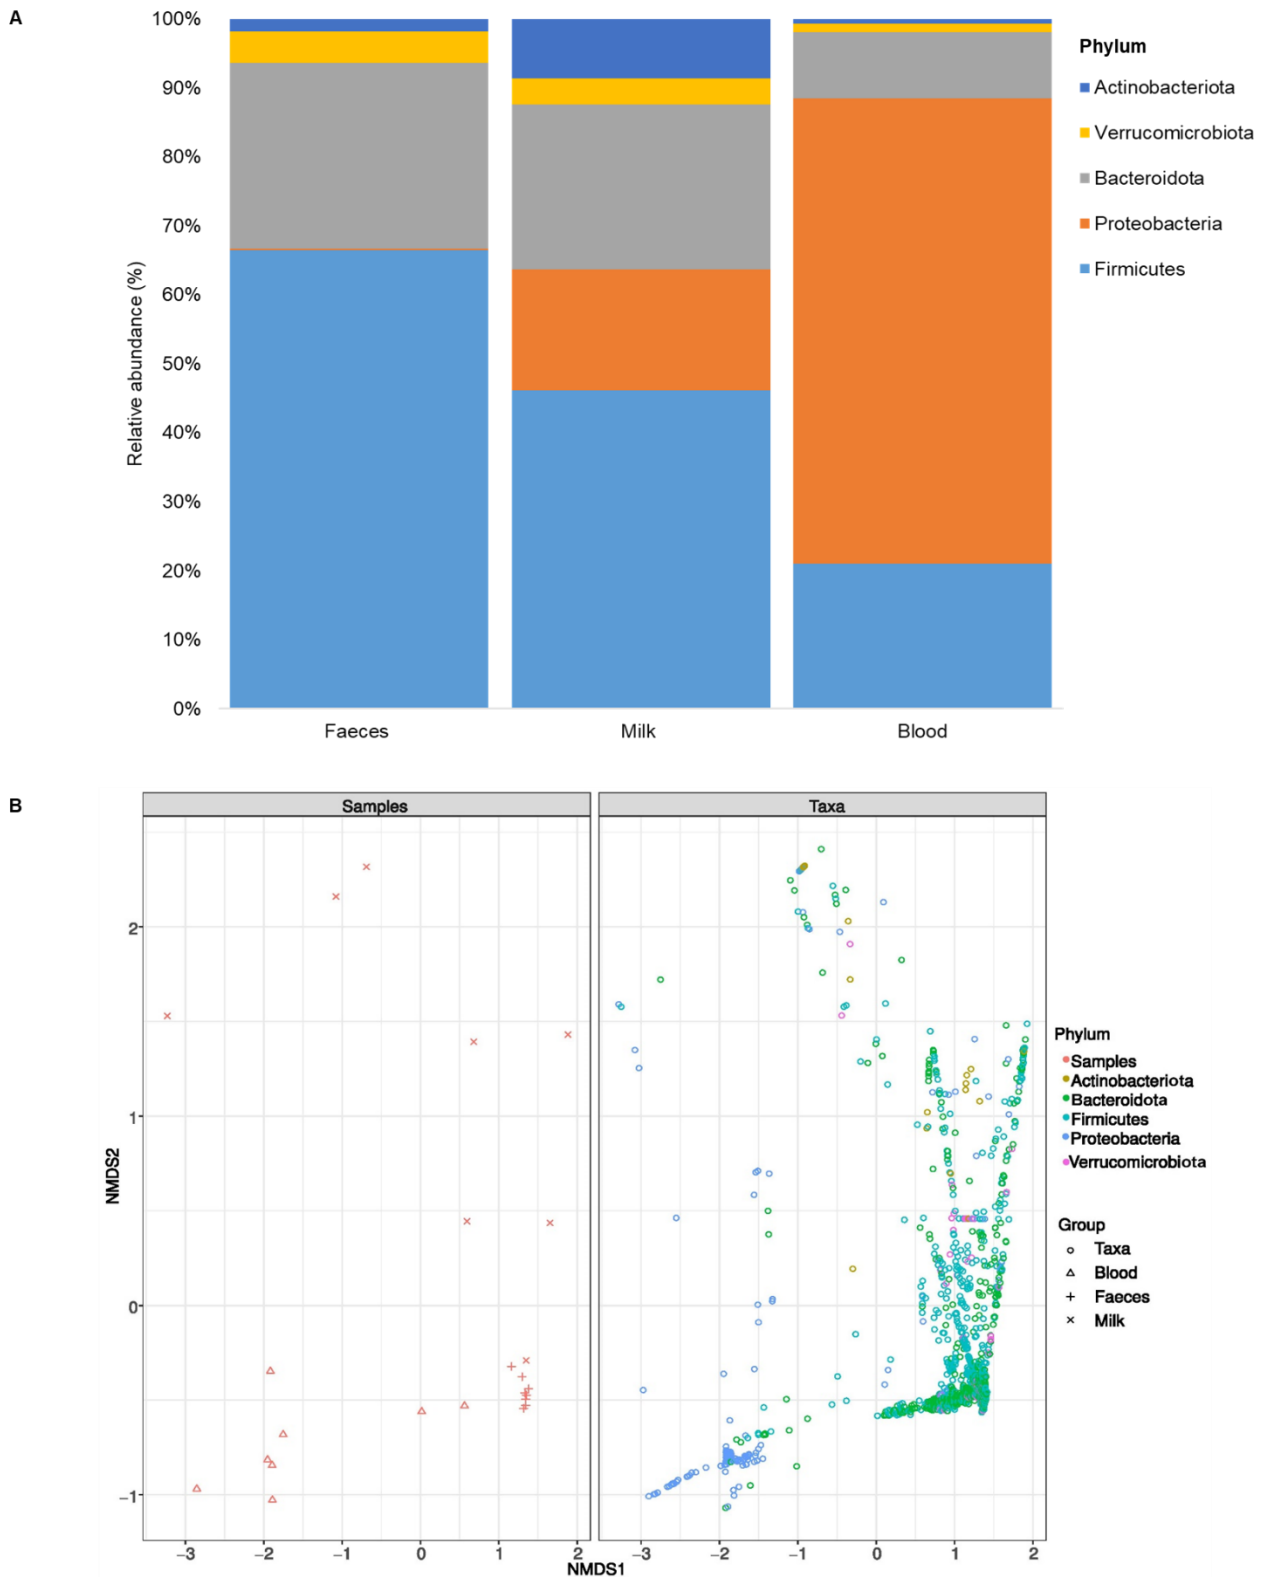 A
100%
90%
80%
70%
60%
50%
40%
30%
20%
10%
0%
Relative abundance (%)
Faeces
Milk
Blood
Phylum
Actinobacteriota
Verrucomicrobiota
Bacteroidota
Proteobacteria
Firmicutes
B
Samples
Taxa
2
1
0
−1
NMDS2
−3 −2 −1 0 1 2
−3 −2 −1 0 1 2
NMDS1
Phylum
Samples
Actinobacteriota
Bacteroidota
Firmicutes
Proteobacteria
Verrucomicrobiota
Group
Taxa
Blood
Faeces
Milk